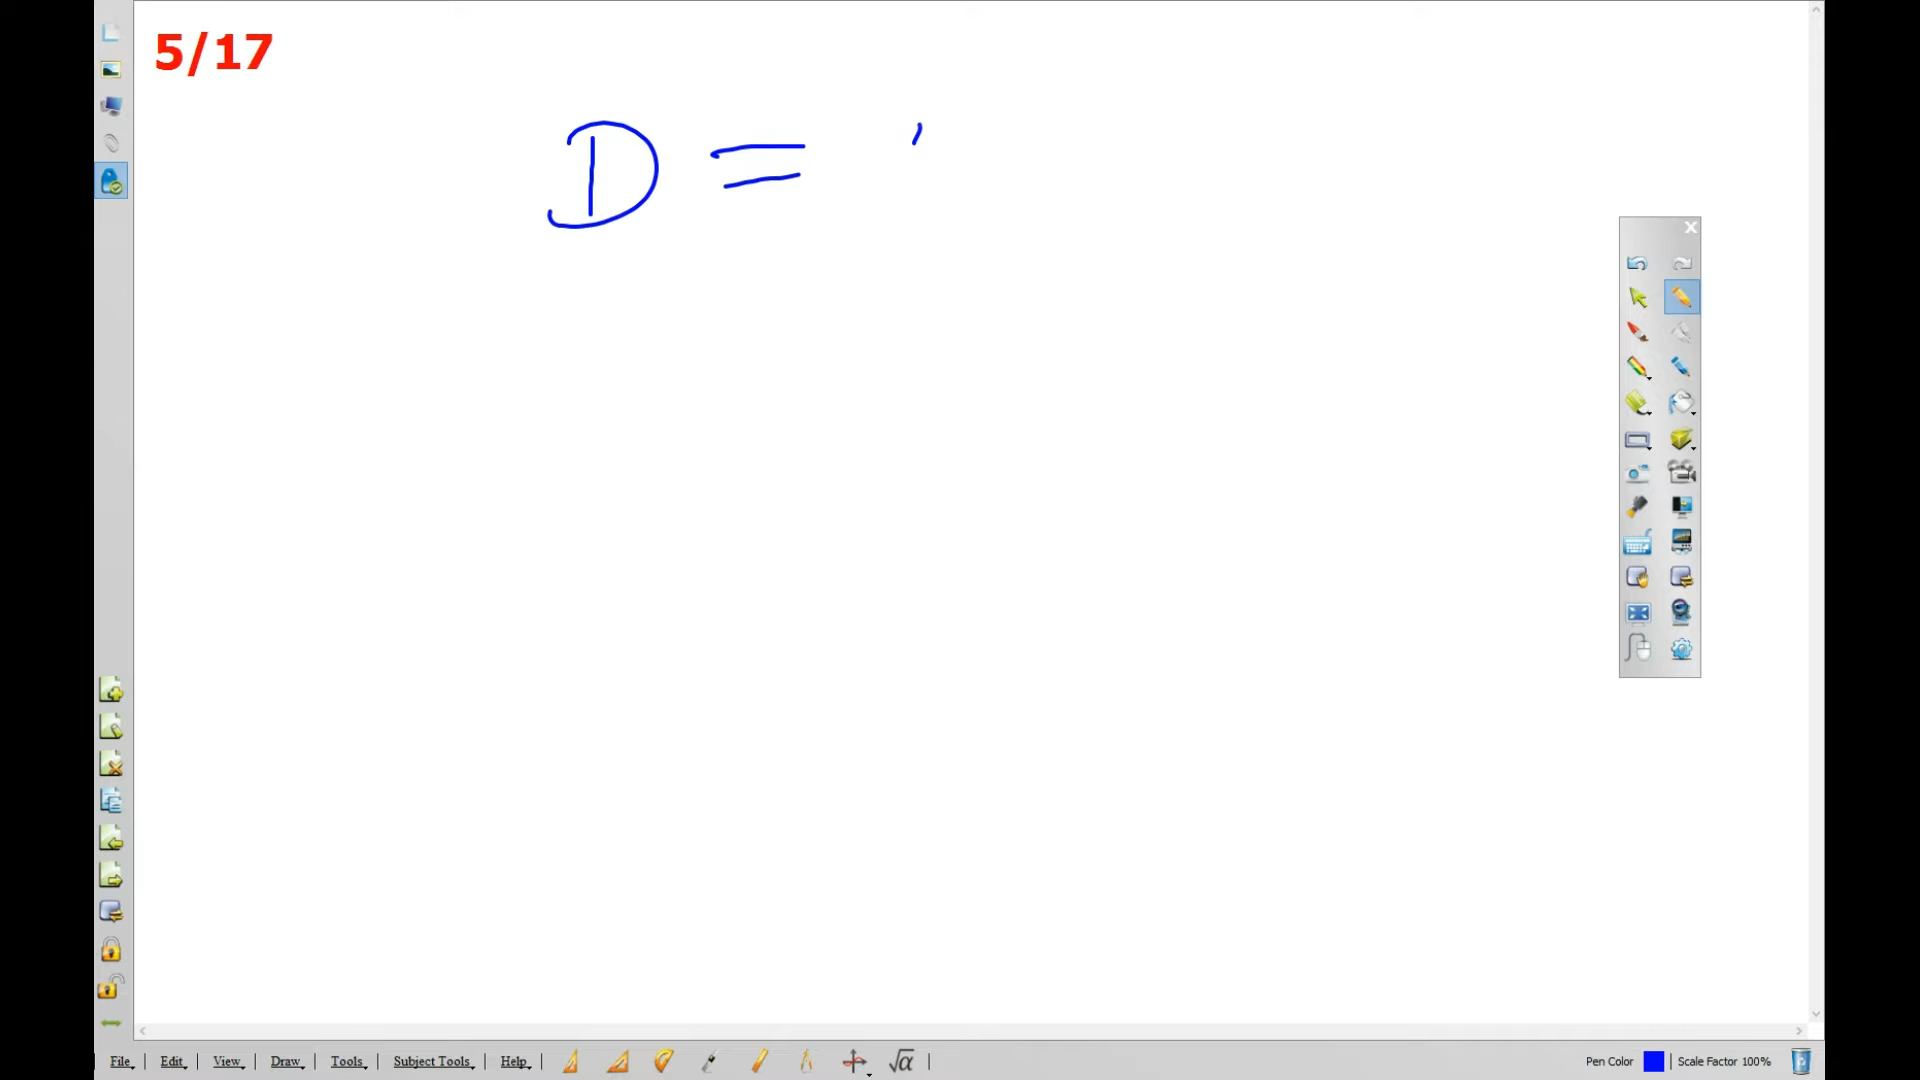 5/17
D =
x
File Edit View Draw Tools Subject Tools Help √α Pen Color Scale Factor 100%